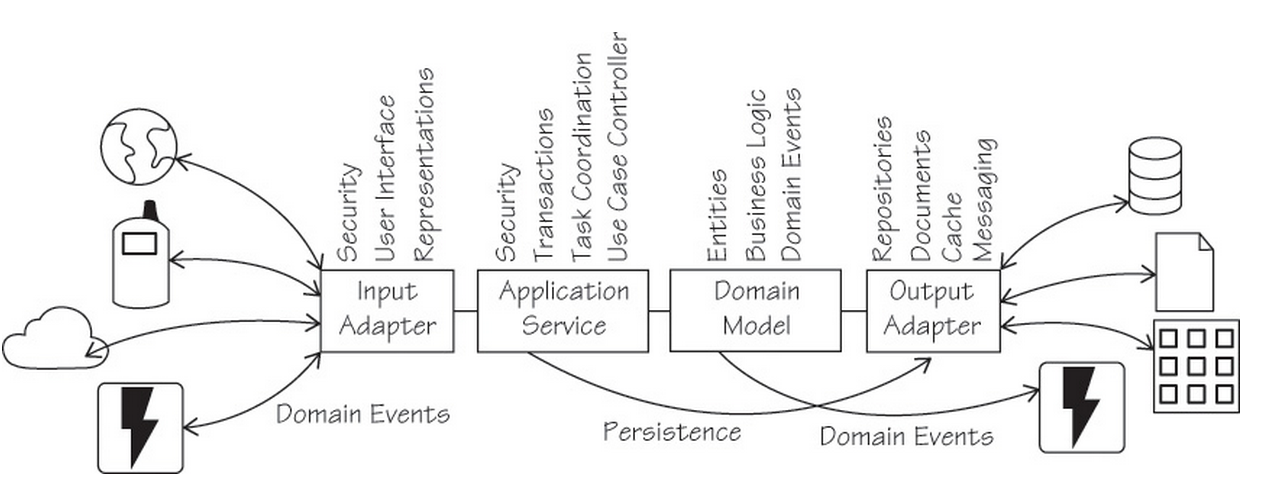 Security
User Interface
Representations
Security
Transactions
Task Coordination
Use Case Controller
Entities
Business Logic
Domain Events
Repositories
Documents
Cache
Messaging
Input
Adapter
Application
Service
Domain
Model
Output
Adapter
Domain Events
Persistence
Domain Events